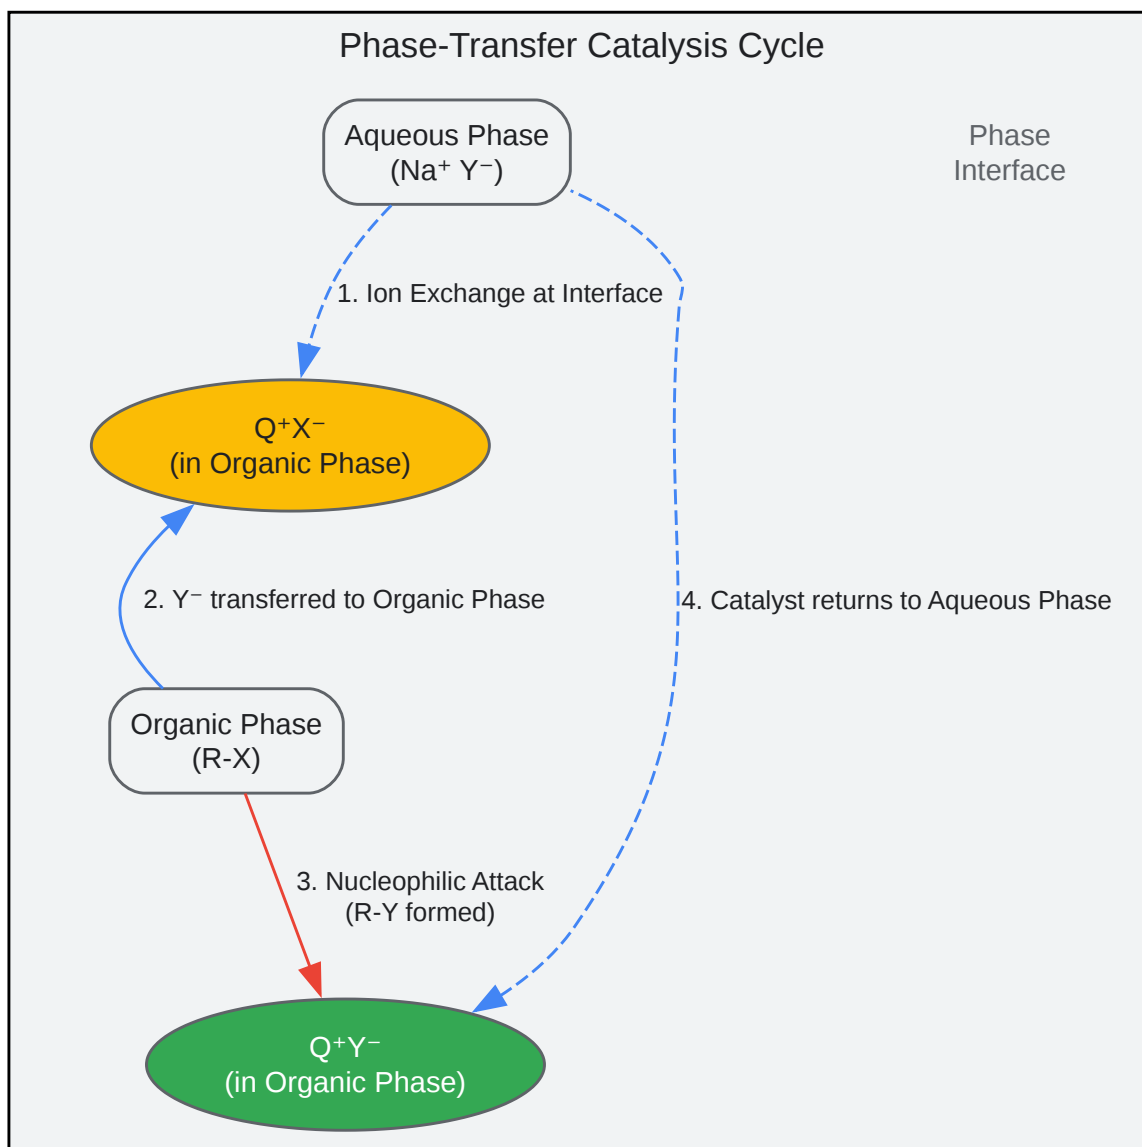 Phase-Transfer Catalysis Cycle
Aqueous Phase
(Na⁺ Y⁻)
Phase
Interface
1. Ion Exchange at Interface
Q⁺X⁻
(in Organic Phase)
2. Y⁻ transferred to Organic Phase
4. Catalyst returns to Aqueous Phase
Organic Phase
(R-X)
3. Nucleophilic Attack
(R-Y formed)
Q⁺Y⁻
(in Organic Phase)